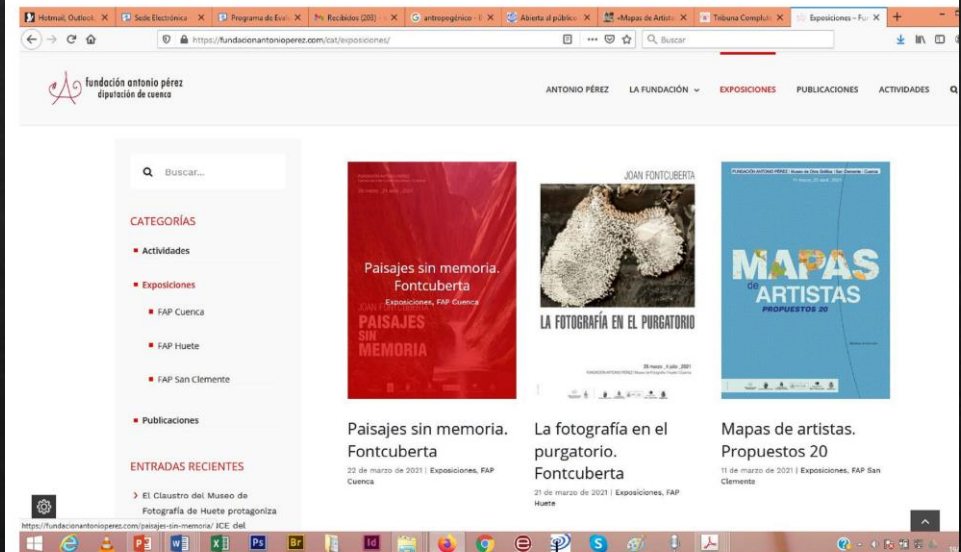 Hotmail, Outlook,
Sede Electrónica -
Programa de Evalu
Recibidos (208) -
antropogénico - B
Abierta al público
«Mapas de Artista
Tribuna Complute
Exposiciones – Fun
https://fundacionantonioperez.com/cat/exposiciones/
Buscar
fundación antonio pérez
diputación de cuenca
ANTONIO PÉREZ
LA FUNDACIÓN
EXPOSICIONES
PUBLICACIONES
ACTIVIDADES
Buscar...
CATEGORÍAS
Actividades
Exposiciones
FAP Cuenca
FAP Huete
FAP San Clemente
Publicaciones
ENTRADAS RECIENTES
El Claustro del Museo de
Fotografía de Huete protagoniza
ICE del
https://fundacionantonioperez.com/paisajes-sin-memoria/
Paisajes sin memoria.
Fontcuberta
Exposiciones, FAP Cuenca
JOAN FONTCUBERTA
PAISAJES
SIN
MEMORIA
Paisajes sin memoria.
Fontcuberta
22 de marzo de 2021 | Exposiciones, FAP
Cuenca
JOAN FONTCUBERTA
LA FOTOGRAFÍA EN EL PURGATORIO
La fotografía en el
purgatorio.
Fontcuberta
21 de marzo de 2021 | Exposiciones, FAP
Huete
MAPAS
de
ARTISTAS
PROPUESTOS 20
Mapas de artistas.
Propuestos 20
11 de marzo de 2021 | Exposiciones, FAP San
Clemente